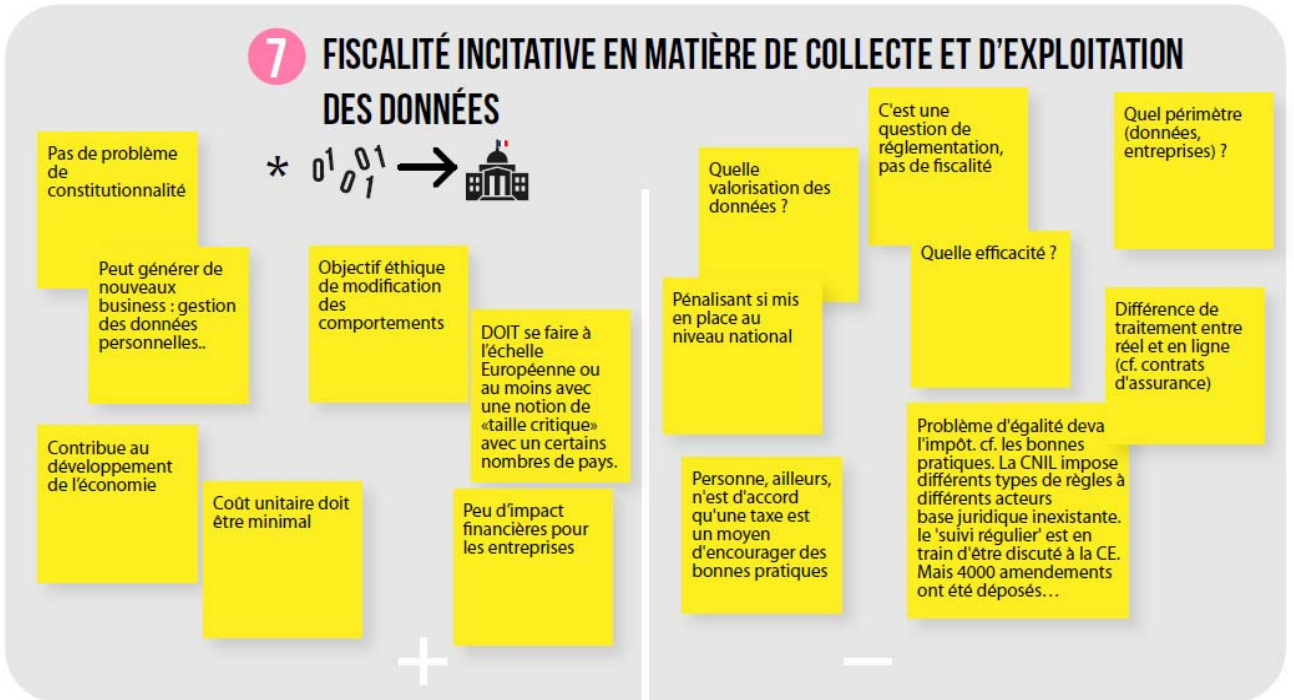 7 FISCALITÉ INCITATIVE EN MATIÈRE DE COLLECTE ET D'EXPLOITATION
DES DONNÉES
* 01 01 01
Pas de problème
de
constitutionnalité
Peut générer de
nouveaux
business : gestion
des données
personnelles..
Objectif éthique
de modification
des
comportements
DOIT se faire à
l'échelle
Européenne ou
au moins avec
une notion de
«taille critique»
avec un certains
nombres de pays.
Contribue au
développement
de l'économie
Coût unitaire doit
être minimal
Peu d'impact
financières pour
les entreprises
+
Quelle
valorisation des
données ?
C'est une
question de
réglementation,
pas de fiscalité
Quel périmètre
(données,
entreprises) ?
Pénalisant si mis
en place au
niveau national
Quelle efficacité ?
Différence de
traitement entre
réel et en ligne
(cf. contrats
d'assurance)
Personne, ailleurs,
n'est d'accord
qu'une taxe est
un moyen
d'encourager des
bonnes pratiques
Problème d'égalité deva
l'impôt. cf. les bonnes
pratiques. La CNIL impose
différents types de règles à
différents acteurs
base juridique inexistante.
le 'suivi régulier' est en
train d'être discuté à la CE.
Mais 4000 amendements
ont été déposés…
–